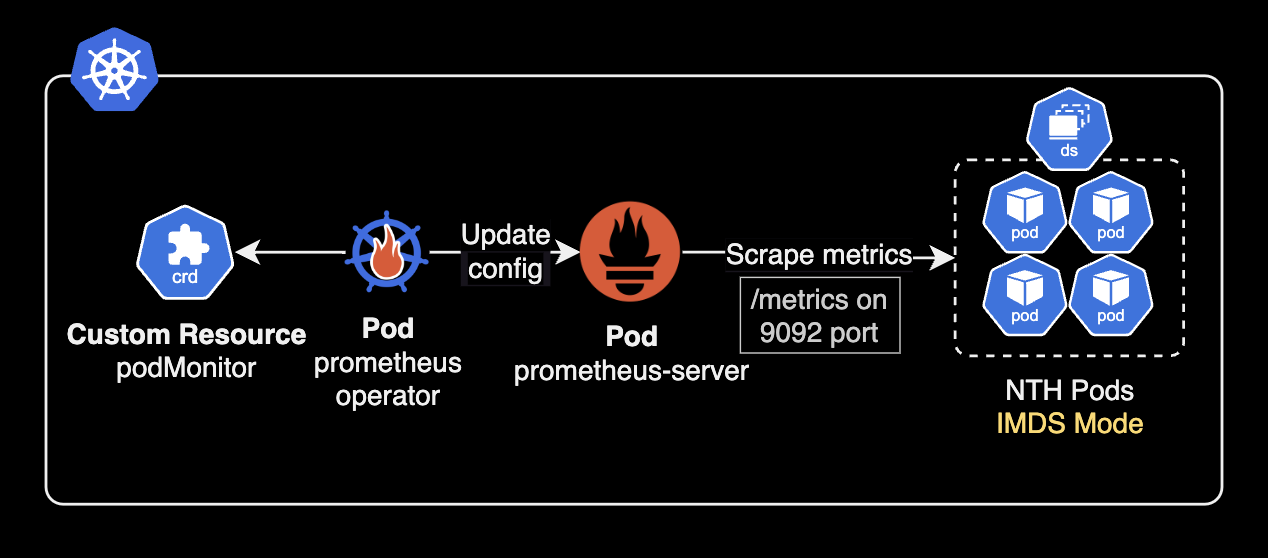 ds
pod
pod
pod
pod
crd
Update
config
Scrape metrics
/metrics on
9092 port
Custom Resource
podMonitor
Pod
prometheus
operator
Pod
prometheus-server
NTH Pods
IMDS Mode